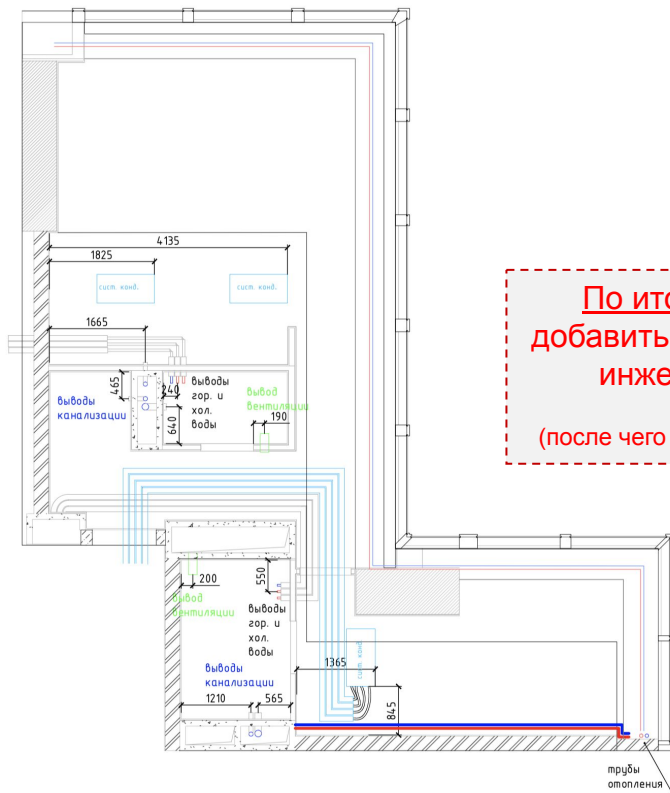 4135
1825
сист. конд.
сист. конд.
1665
По ито
добавить
инже
(после чего
465
240
640
выводы
канализации
выводы
гор. и
хол.
воды
вывод
вентиляции
190
200
550
вывод
вентиляции
выводы
гор. и
хол.
воды
выводы
канализации
1210
565
1365
сист. конд.
845
трубы
отопления